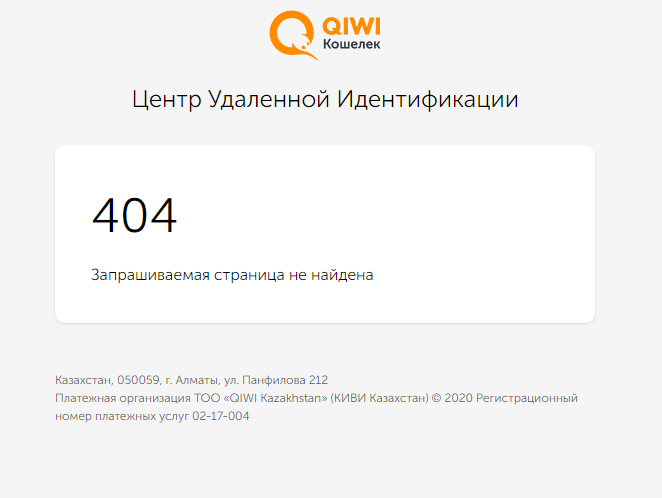 QIWI
Кошелек
Центр Удаленной Идентификации
404
Запрашиваемая страница не найдена
Казахстан, 050059, г. Алматы, ул. Панфилова 212
Платежная организация ТОО «QIWI Kazakhstan» (КИВИ Казахстан) © 2020 Регистрационный
номер платежных услуг 02-17-004